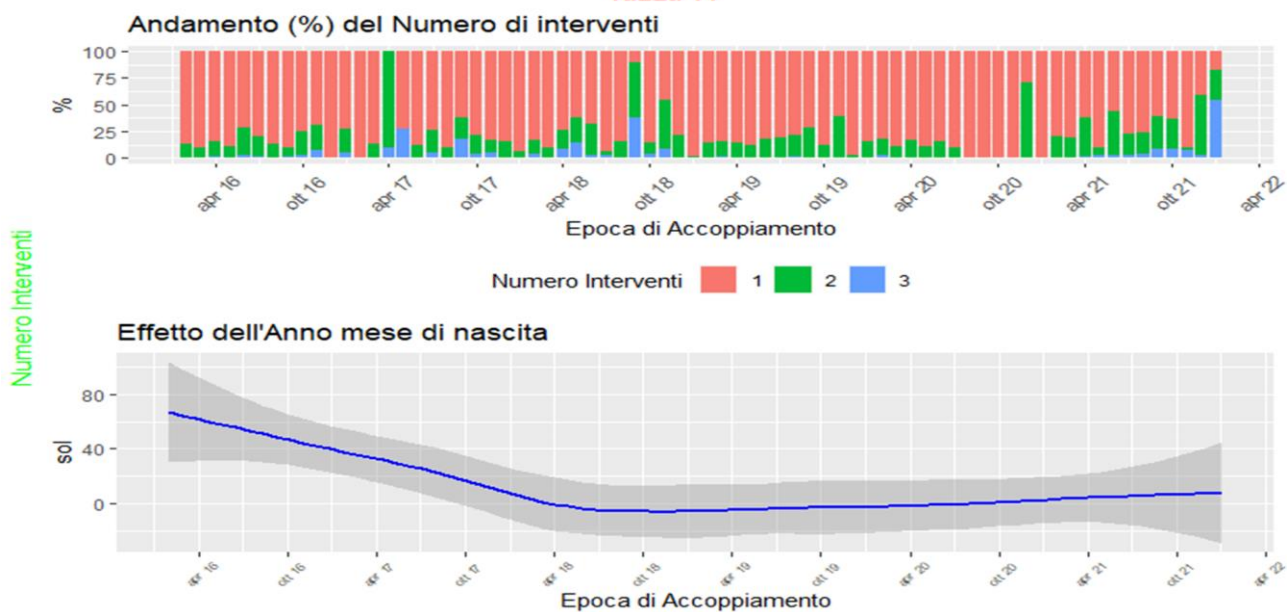 Andamento (%) del Numero di interventi
100
75
50
25
0
%
apr 16
ott 16
apr 17
ott 17
apr 18
ott 18
apr 19
ott 19
apr 20
ott 20
apr 21
ott 21
apr 22
Epoca di Accoppiamento
Numero Interventi 1 2 3
Numero Interventi
Effetto dell'Anno mese di nascita
80
40
0
sol
apr 16
ott 16
apr 17
ott 17
apr 18
ott 18
apr 19
ott 19
apr 20
ott 20
apr 21
ott 21
apr 22
Epoca di Accoppiamento